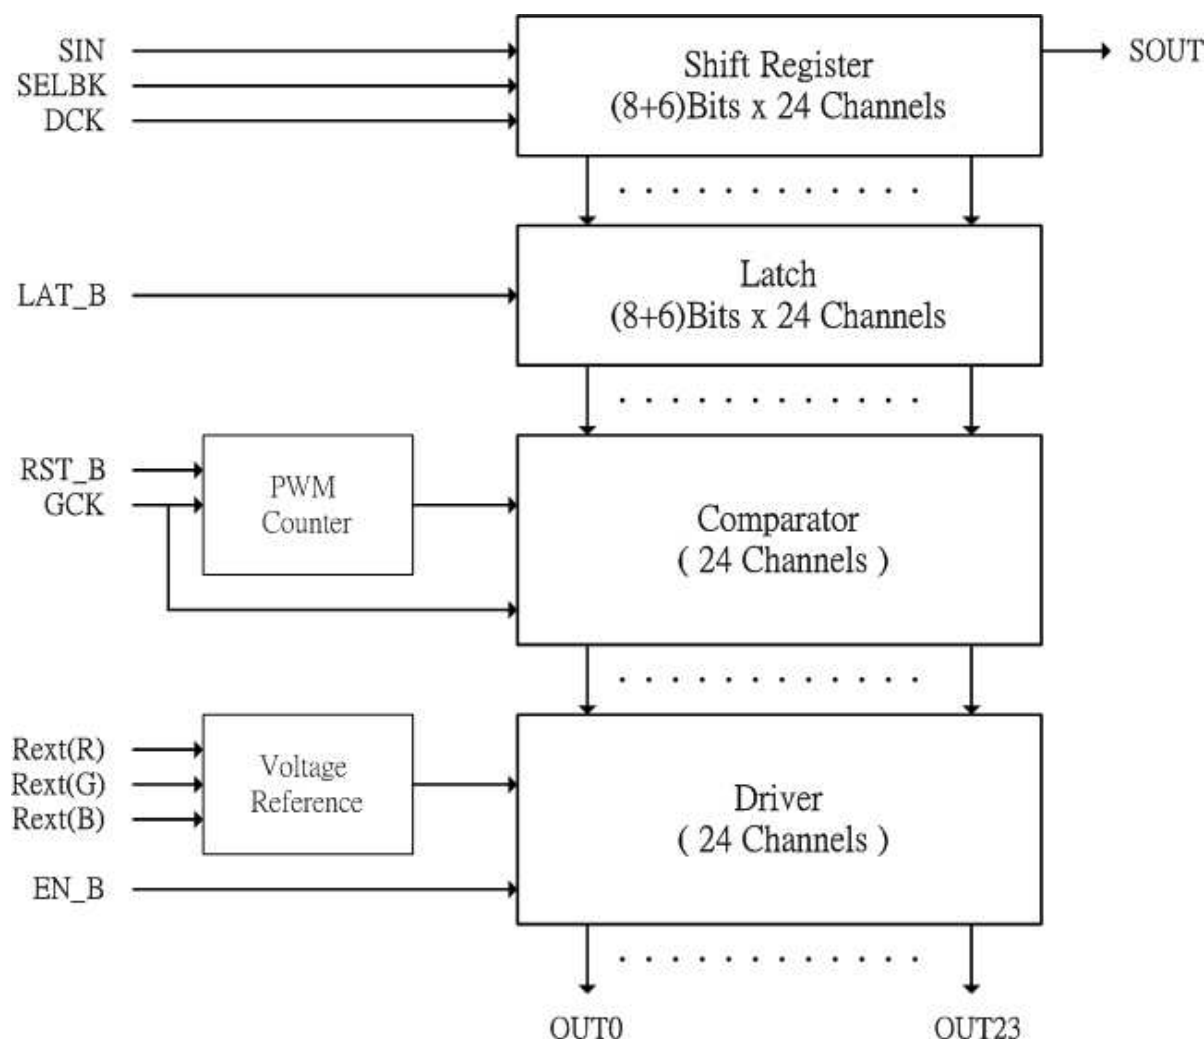 SIN
SELBK
DCK
Shift Register
(8+6)Bits x 24 Channels
SOUT
LAT_B
Latch
(8+6)Bits x 24 Channels
RST_B
GCK
PWM
Counter
Comparator
( 24 Channels )
Rext(R)
Rext(G)
Rext(B)
Voltage
Reference
Driver
( 24 Channels )
EN_B
OUT0
OUT23